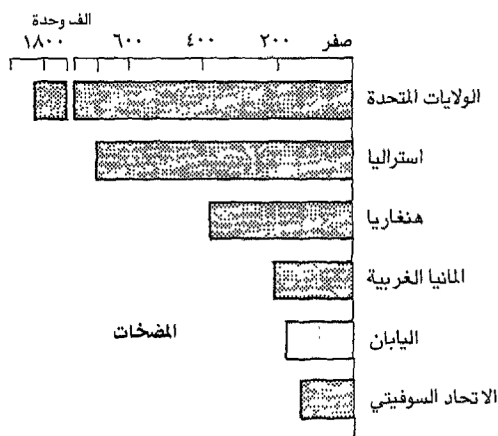 الف وحدة
صفر ٢٠٠ ٤٠٠ ٦٠٠ ١٨٠٠
الولايات المتحدة
استراليا
هنغاريا
المانيا الغربية
المضخات
اليابان
الاتحاد السوفيتي